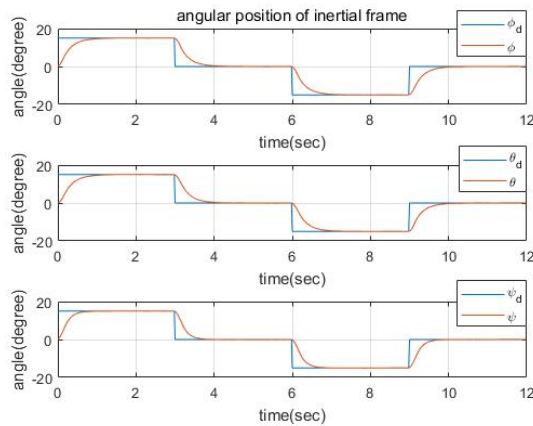 angular position of inertial frame
angle(degree)
20
0
-20
0 2 4 6 8 10 12
time(sec)
ϕd
ϕ
angle(degree)
20
0
-20
0 2 4 6 8 10 12
time(sec)
θd
θ
angle(degree)
20
0
-20
0 2 4 6 8 10 12
time(sec)
ψd
ψ